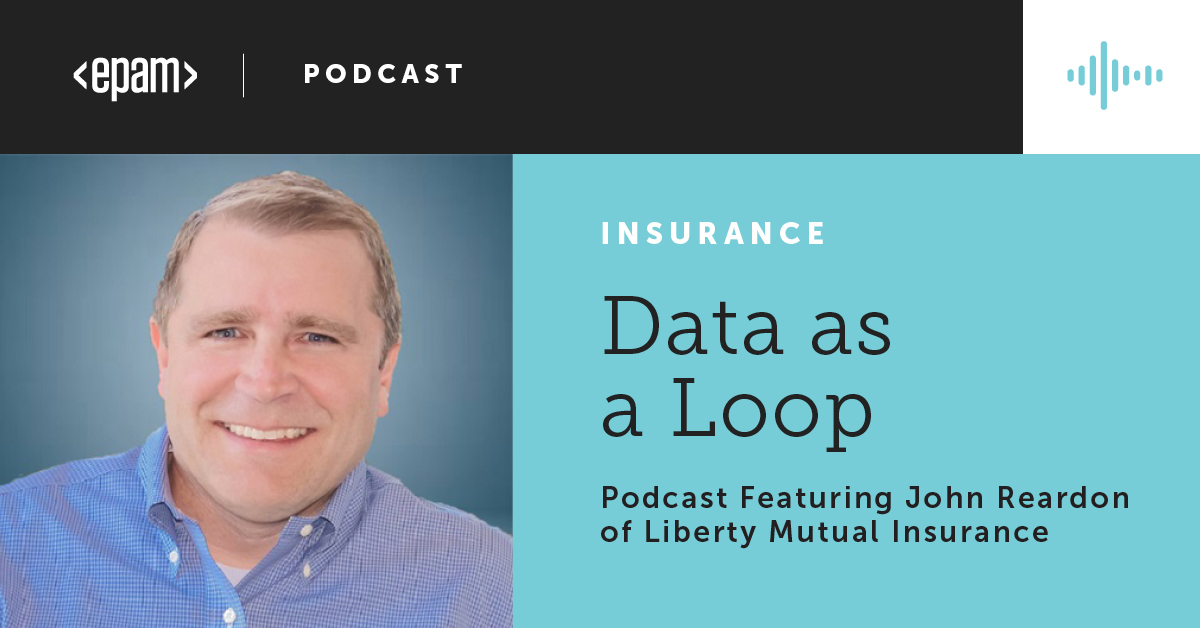 <epam>
PODCAST
INSURANCE
Data as
a Loop
Podcast Featuring John Reardon
of Liberty Mutual Insurance